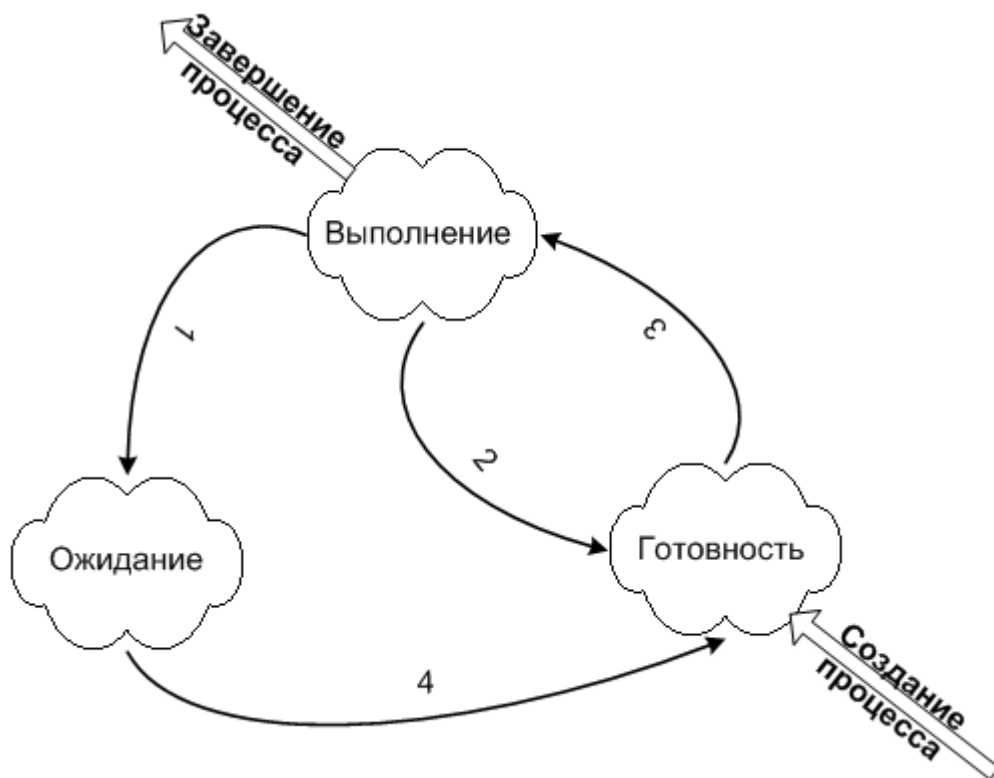 Завершение
процесса
Выполнение
1
3
2
Ожидание
Готовность
4
Создание
процесса